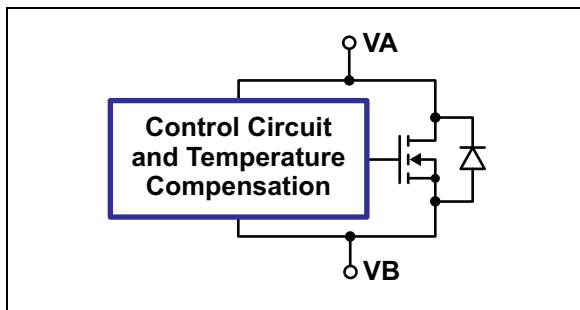 VA
Control Circuit
and Temperature
Compensation
VB